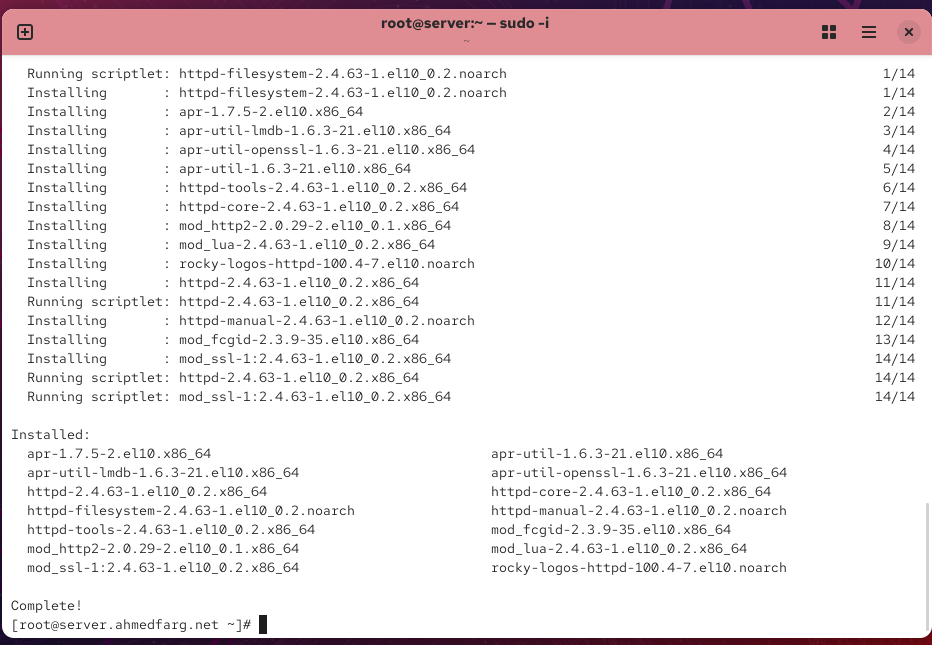 root@server:~ — sudo -i
~
Running scriptlet: httpd-filesystem-2.4.63-1.el10_0.2.noarch 1/14
Installing : httpd-filesystem-2.4.63-1.el10_0.2.noarch 1/14
Installing : apr-1.7.5-2.el10.x86_64 2/14
Installing : apr-util-lmdb-1.6.3-21.el10.x86_64 3/14
Installing : apr-util-openssl-1.6.3-21.el10.x86_64 4/14
Installing : apr-util-1.6.3-21.el10.x86_64 5/14
Installing : httpd-tools-2.4.63-1.el10_0.2.x86_64 6/14
Installing : httpd-core-2.4.63-1.el10_0.2.x86_64 7/14
Installing : mod_http2-2.0.29-2.el10_0.1.x86_64 8/14
Installing : mod_lua-2.4.63-1.el10_0.2.x86_64 9/14
Installing : rocky-logos-httpd-100.4-7.el10.noarch 10/14
Installing : httpd-2.4.63-1.el10_0.2.x86_64 11/14
Running scriptlet: httpd-2.4.63-1.el10_0.2.x86_64 11/14
Installing : httpd-manual-2.4.63-1.el10_0.2.noarch 12/14
Installing : mod_fcgid-2.3.9-35.el10.x86_64 13/14
Installing : mod_ssl-1:2.4.63-1.el10_0.2.x86_64 14/14
Running scriptlet: httpd-2.4.63-1.el10_0.2.x86_64 14/14
Running scriptlet: mod_ssl-1:2.4.63-1.el10_0.2.x86_64 14/14
Installed:
apr-1.7.5-2.el10.x86_64 apr-util-1.6.3-21.el10.x86_64
apr-util-lmdb-1.6.3-21.el10.x86_64 apr-util-openssl-1.6.3-21.el10.x86_64
httpd-2.4.63-1.el10_0.2.x86_64 httpd-core-2.4.63-1.el10_0.2.x86_64
httpd-filesystem-2.4.63-1.el10_0.2.noarch httpd-manual-2.4.63-1.el10_0.2.noarch
httpd-tools-2.4.63-1.el10_0.2.x86_64 mod_fcgid-2.3.9-35.el10.x86_64
mod_http2-2.0.29-2.el10_0.1.x86_64 mod_lua-2.4.63-1.el10_0.2.x86_64
mod_ssl-1:2.4.63-1.el10_0.2.x86_64 rocky-logos-httpd-100.4-7.el10.noarch
Complete!
[root@server.ahmedfarg.net ~]#